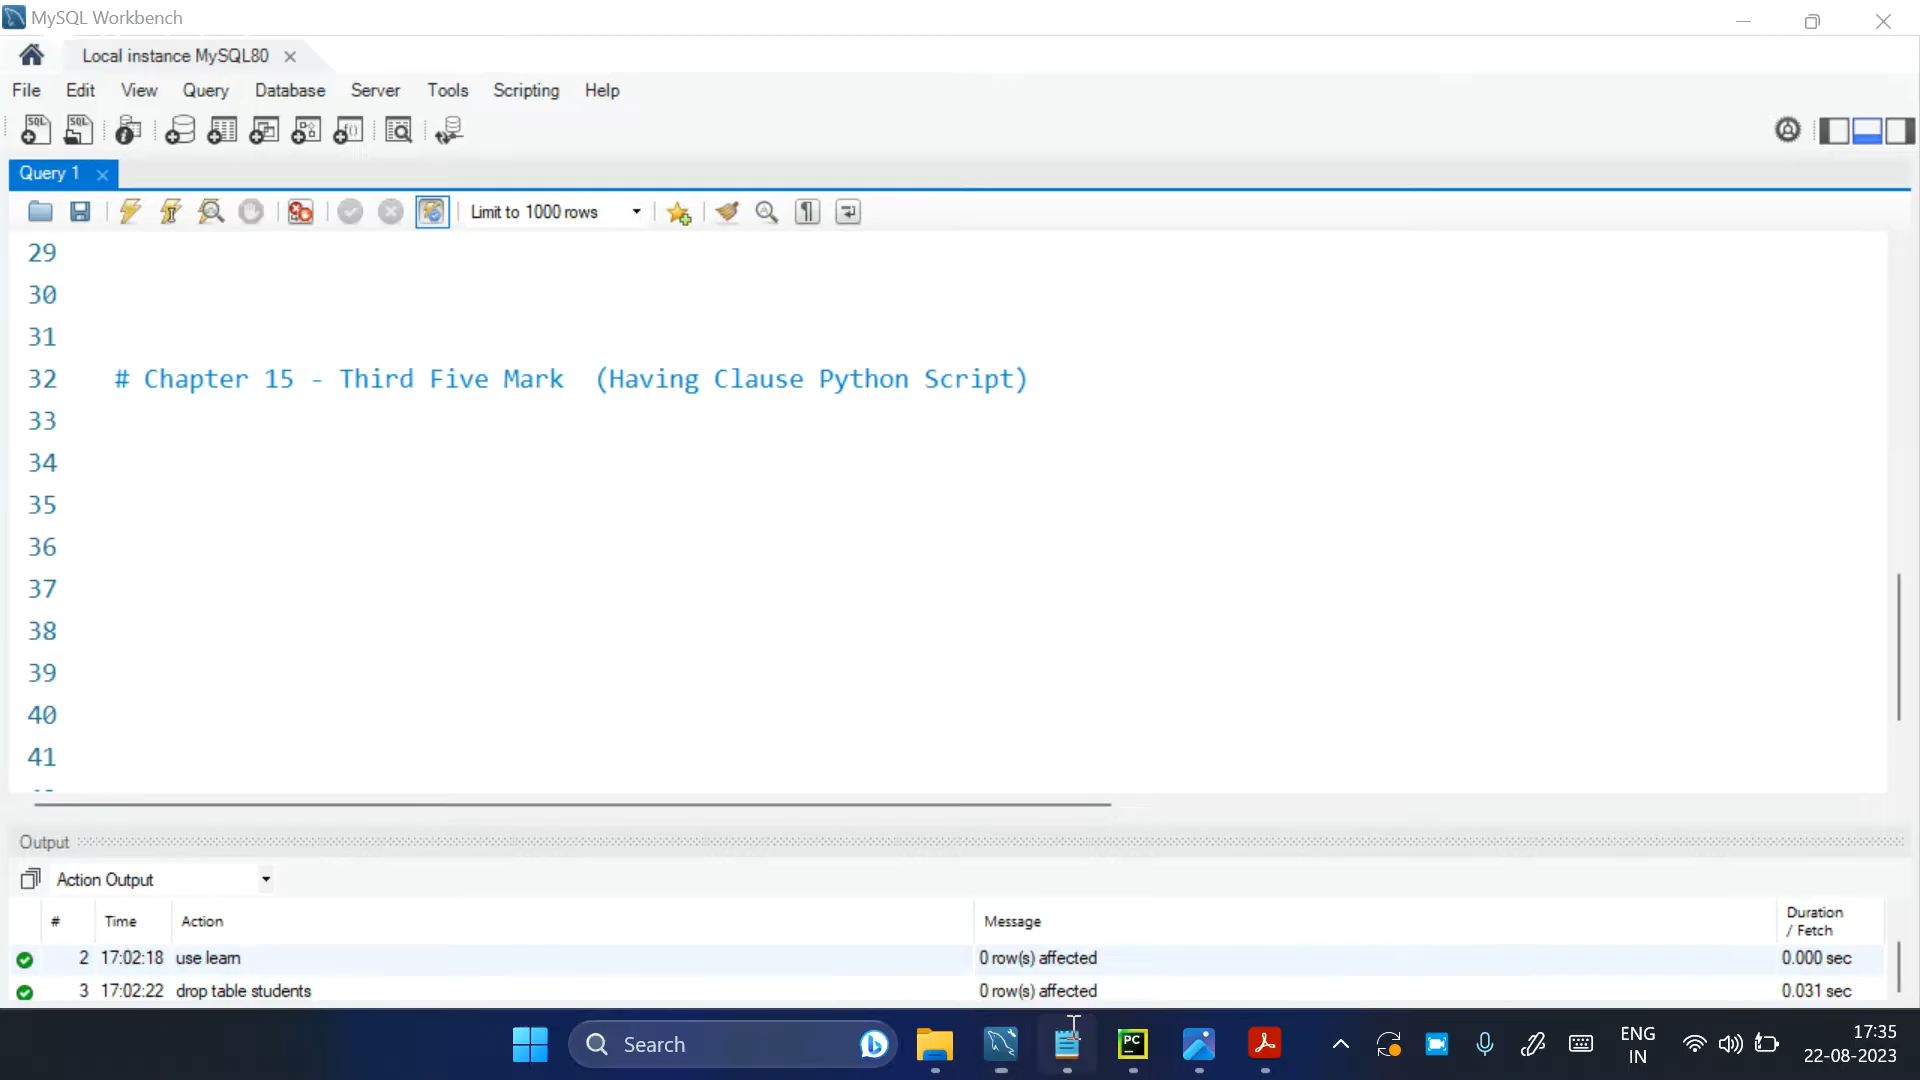 MySQL Workbench
Local instance MySQL80
File Edit View Query Database Server Tools Scripting Help
Query 1
Limit to 1000 rows
29
30
31
32 # Chapter 15 - Third Five Mark (Having Clause Python Script)
33
34
35
36
37
38
39
40
41
Output
Action Output
# Time Action Message Duration / Fetch
2 17:02:18 use learn 0 row(s) affected 0.000 sec
3 17:02:22 drop table students 0 row(s) affected 0.031 sec
Search
ENG
IN
17:35
22-08-2023